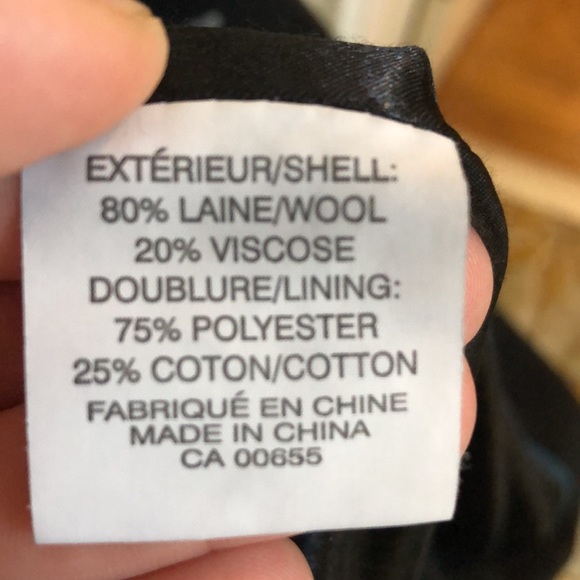 EXTÉRIEUR/SHELL:
80% LAINE/WOOL
20% VISCOSE
DOUBLURE/LINING:
75% POLYESTER
25% COTON/COTTON
FABRIQUÉ EN CHINE
MADE IN CHINA
CA 00655